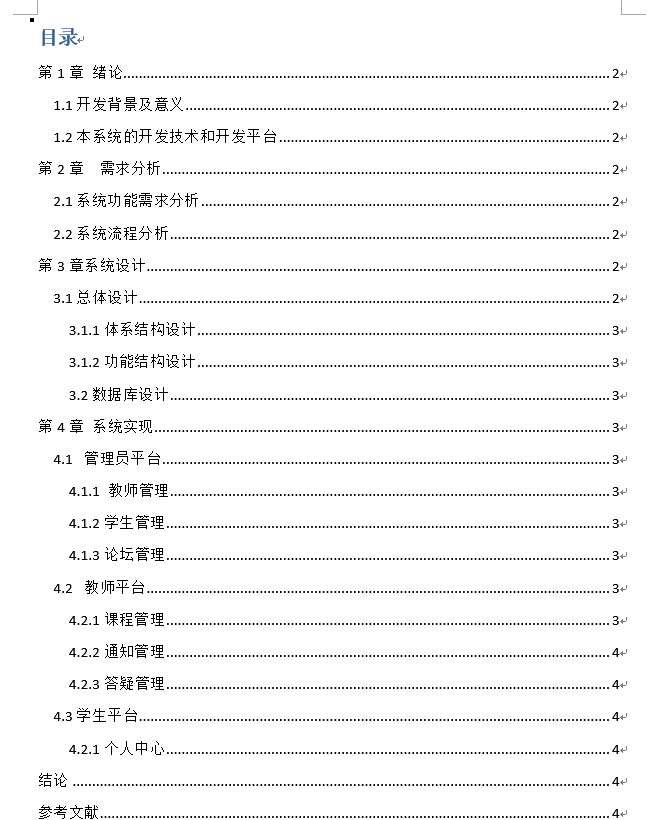 目录
第 1 章 绪论 2
1.1 开发背景及意义 2
1.2 本系统的开发技术和开发平台 2
第 2 章 需求分析 2
2.1 系统功能需求分析 2
2.2 系统流程分析 2
第 3 章系统设计 2
3.1 总体设计 2
3.1.1 体系结构设计 3
3.1.2 功能结构设计 3
3.2 数据库设计 3
第 4 章 系统实现 3
4.1 管理员平台 3
4.1.1 教师管理 3
4.1.2 学生管理 3
4.1.3 论坛管理 3
4.2 教师平台 3
4.2.1 课程管理 3
4.2.2 通知管理 4
4.2.3 答疑管理 4
4.3 学生平台 4
4.2.1 个人中心 4
结论 4
参考文献 4